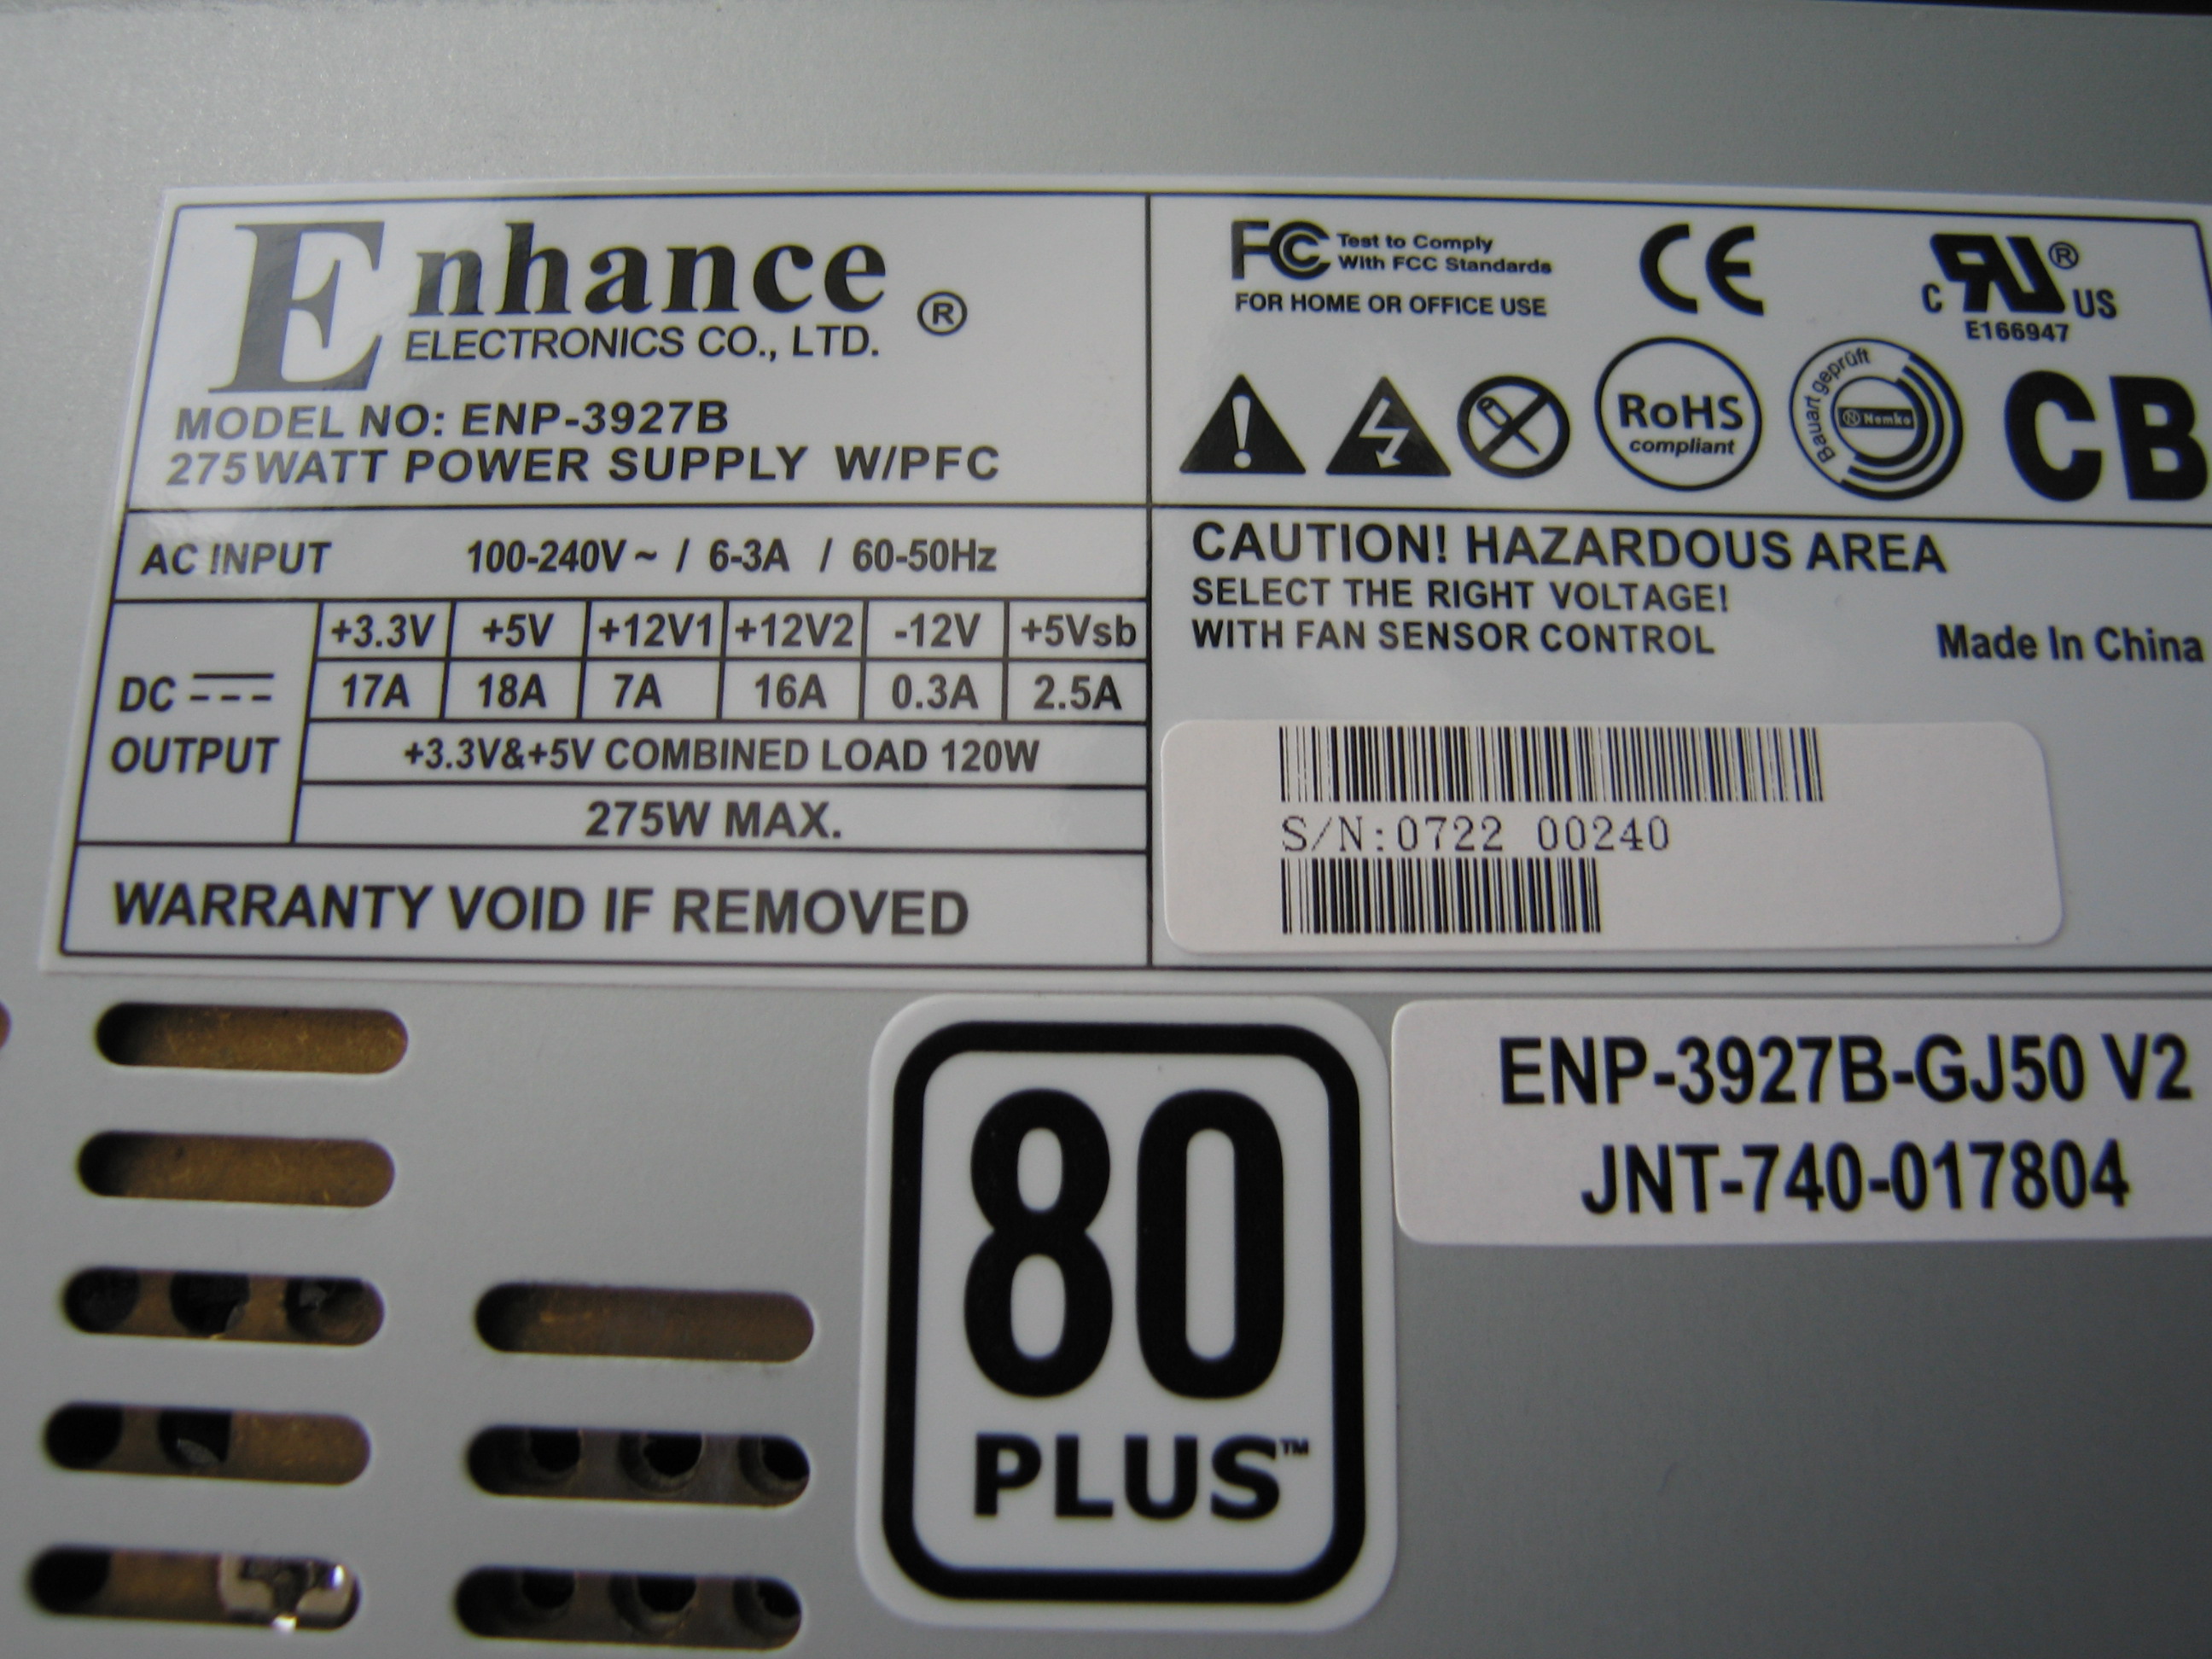 Enhance ®
ELECTRONICS CO., LTD.
MODEL NO: ENP-3927B
275WATT POWER SUPPLY W/PFC
AC INPUT 100-240V~ / 6-3A / 60-50Hz
DC OUTPUT
+3.3V +5V +12V1 +12V2 -12V +5Vsb
17A 18A 7A 16A 0.3A 2.5A
+3.3V&+5V COMBINED LOAD 120W
275W MAX.
WARRANTY VOID IF REMOVED
FC Test to Comply
With FCC Standards
FOR HOME OR OFFICE USE
CE
C RU ® US
E166947
RoHS
compliant
Bauart geprüft
N Nemko
CB
CAUTION! HAZARDOUS AREA
SELECT THE RIGHT VOLTAGE!
WITH FAN SENSOR CONTROL
Made In China
S/N:0722 00240
80
PLUS™
ENP-3927B-GJ50 V2
JNT-740-017804